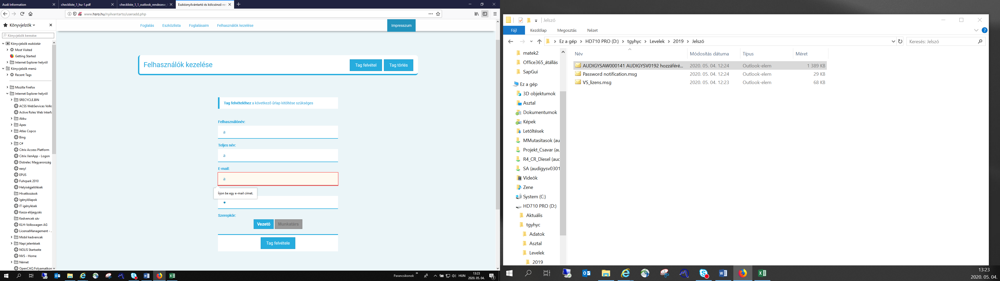 Audi Information
checkliste_1_hu-1.pdf
checkliste_1_1_outlook_rendezese_
Eszköznyilvántartó és kölcsönző ren
www.hsro.hu/nyilvantarto/useradd.php
Könyvjelzők
Könyvjelzők keresése
Könyvjelzők eszköztár
Most Visited
Getting Started
Internet Explorer helyről
Könyvjelzők menü
Recent Tags
Mozilla Firefox
Internet Explorer helyről
$RECYCLE.BIN
ACSS WebServices Volks
Active Roles Web Interfa
Akku
Apex
Atlas Copco
Bing
C#
Citrix Access Platform
Citrix XenApp - Logon
Distrelec Magyarország
easyl
EPUS
Fuhrpark 2010
Helyiségjelölések
Hivatkozások
Igénylőlapok
IT igénylések
Kasza előjegyzés
Kedvencek sáv
KLH-Volkswagen AG
LicenseManagement - .
Mobil kedvencek
Napi jelentések
NOLIS Startseite
NVS - Home
Német
OpenCAQ Folyamatkon
Foglalás
Eszközlista
Foglalásaim
Felhasználók kezelése
Impresszum
Felhasználók kezelése
Tag felvétel
Tag törlés
Tag felvételéhez a következő űrlap kitöltése szükséges
Felhasználónév:
a
Teljes név:
a
E-mail:
a
Írjon be egy e-mail címet.
Szerepkör:
Vezető
Munkatárs
Tag felvétele
Parancsikonok
HUN
13:23
2020. 05. 04.
1
Jelszó
Fájl
Kezdőlap
Megosztás
Nézet
Ez a gép
HD710 PRO (D:)
tgyhyc
Levelek
2019
Jelszó
Keresés: Jelszó
matek2
Office365_átállás
SapGui
Ez a gép
3D objektumok
Asztal
Dokumentumok
Képek
Letöltések
MMutasitasok (au
Projekt_Csavar (au
R4_CR_Diesel (aud
SA (audigysv0301
Videók
Zene
System (C:)
HD710 PRO (D:)
Aktuális
tgyhyc
Adatok
Asztal
Levelek
2019
Név
Módosítás dátuma
Típus
Méret
AUDIGYSAW000141 AUDIGYSV0192 hozzáféré...
2020. 05. 04. 12:24
Outlook-elem
1 389 KB
Password notification.msg
2020. 05. 04. 12:24
Outlook-elem
29 KB
VS_lizens.msg
2020. 05. 04. 12:23
Outlook-elem
68 KB
13:23
2020. 05. 04.